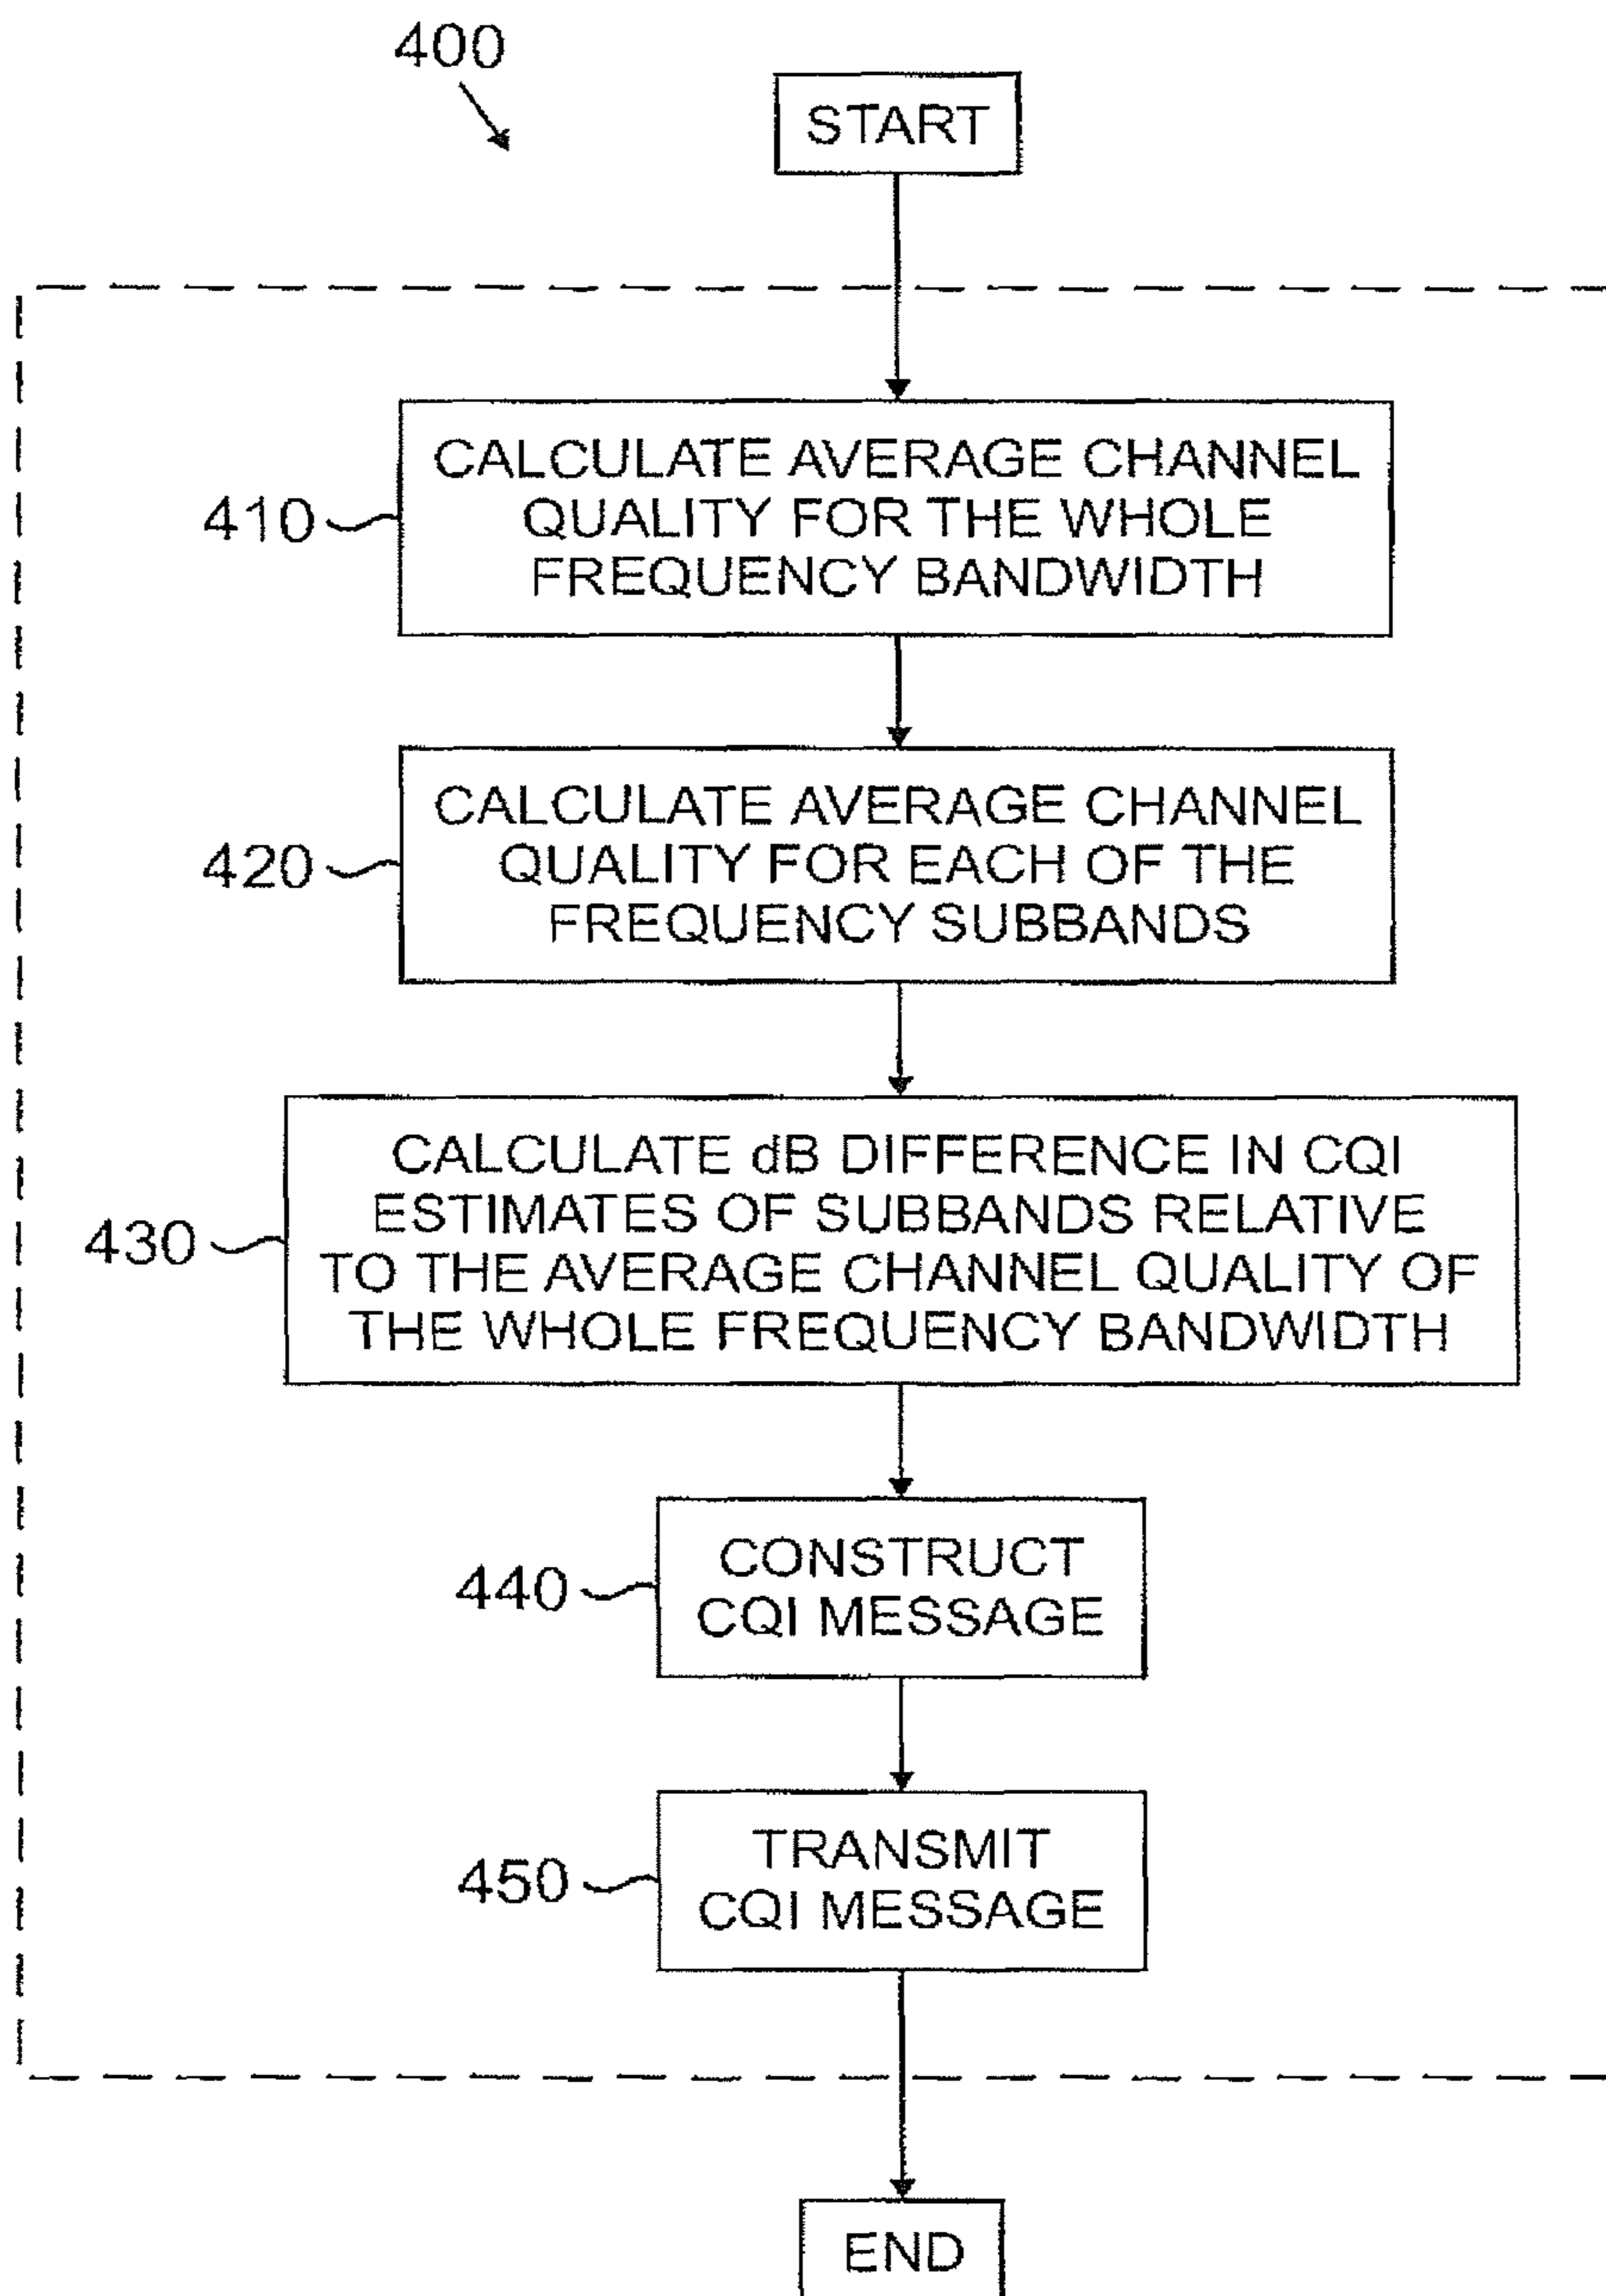 400
START
410
CALCULATE AVERAGE CHANNEL
QUALITY FOR THE WHOLE
FREQUENCY BANDWIDTH
420
CALCULATE AVERAGE CHANNEL
QUALITY FOR EACH OF THE
FREQUENCY SUBBANDS
430
CALCULATE dB DIFFERENCE IN CQI
ESTIMATES OF SUBBANDS RELATIVE
TO THE AVERAGE CHANNEL QUALITY OF
THE WHOLE FREQUENCY BANDWIDTH
440
CONSTRUCT
CQI MESSAGE
450
TRANSMIT
CQI MESSAGE
END